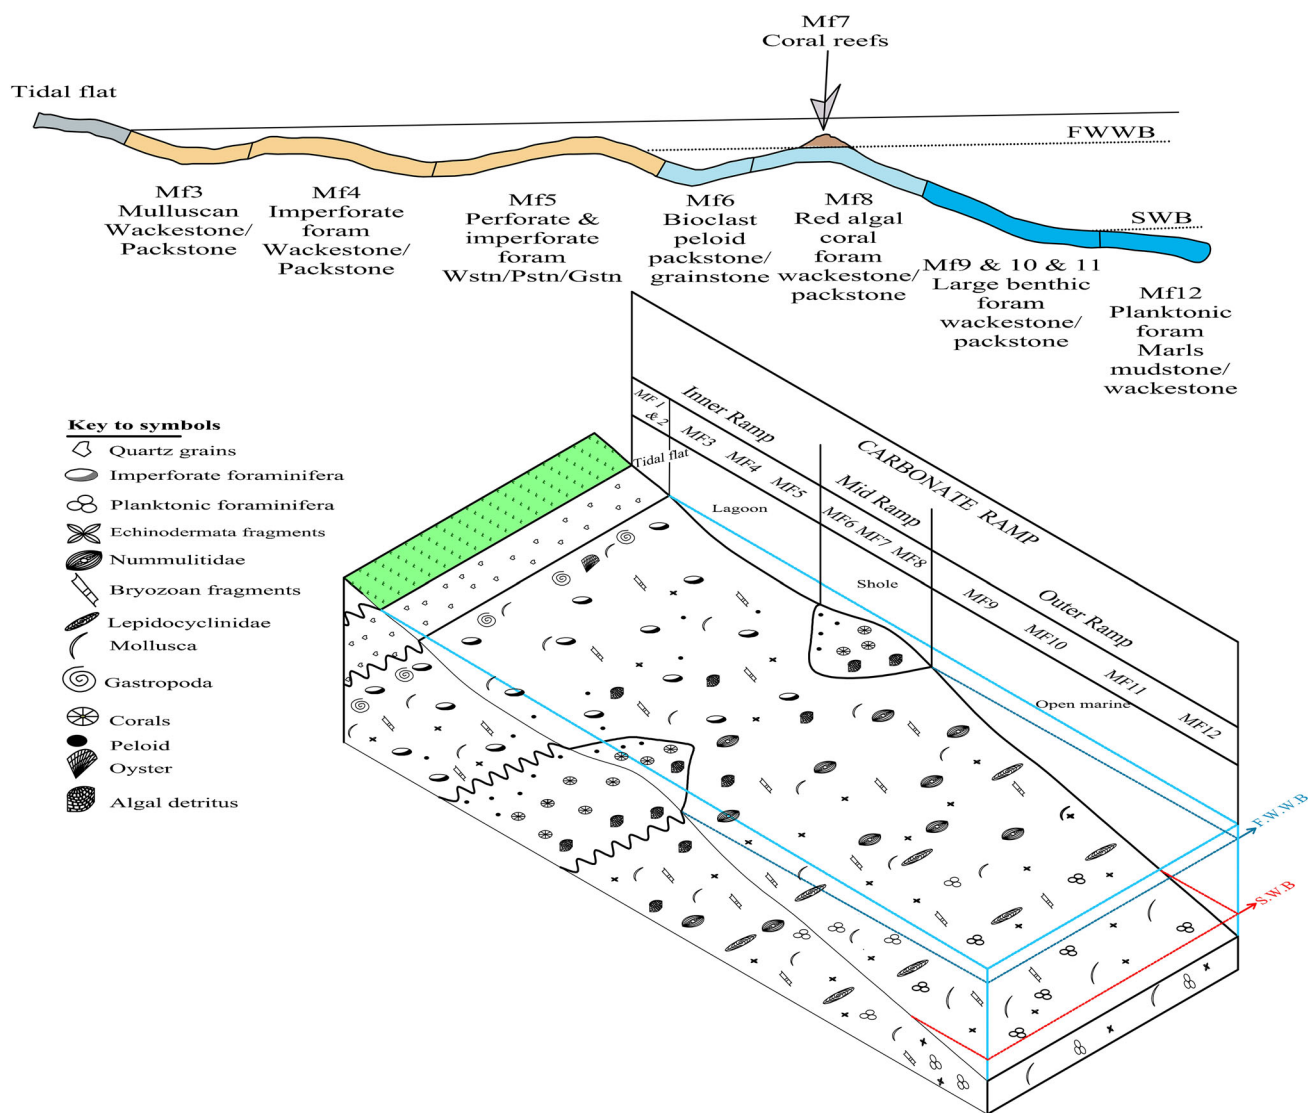 Mf7
Coral reefs
Tidal flat
FWWB
SWB
Mf3
Mulluscan
Wackestone/
Packstone
Mf4
Imperforate
foram
Wackestone/
Packstone
Mf5
Perforate &
imperforate
foram
Wstn/Pstn/Gstn
Mf6
Bioclast
peloid
packstone/
grainstone
Mf8
Red algal
coral
foram
wackestone/
packstone
Mf9 & 10 & 11
Large benthic
foram
wackestone/
packstone
Mf12
Planktonic
foram
Marls
mudstone/
wackestone
CARBONATE RAMP
Inner Ramp
Mid Ramp
Outer Ramp
MF 1
& 2
MF3
MF4
MF5
MF6
MF7
MF8
MF9
MF10
MF11
MF12
Tidal flat
Lagoon
Shole
Open marine
F.W.W.B
S.W.B
Key to symbols
Quartz grains
Imperforate foraminifera
Planktonic foraminifera
Echinodermata fragments
Nummulitidae
Bryozoan fragments
Lepidocyclinidae
Mollusca
Gastropoda
Corals
Peloid
Oyster
Algal detritus